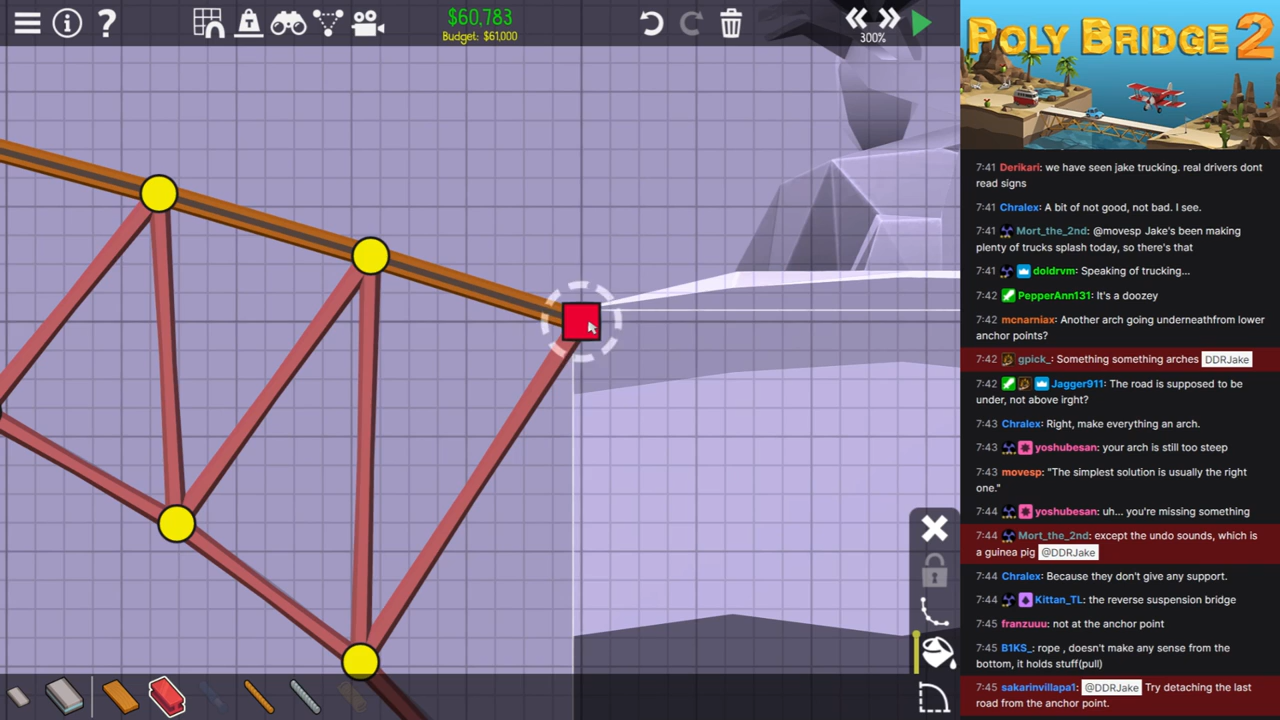 $60,783
Budget: $61,000
300%
POLY BRIDGE 2
7:41 Derikari: we have seen jake trucking. real drivers dont
read signs
7:41 Chralex: A bit of not good, not bad. I see.
7:41 Mort_the_2nd: @movesp Jake's been making
plenty of trucks splash today, so there's that
7:41 doldrvm: Speaking of trucking...
7:42 PepperAnn131: It's a doozey
7:42 mcnarniax: Another arch going underneathfrom lower
anchor points?
7:42 gpick_: Something something arches DDRJake
7:42 Jagger911: The road is supposed to be
under, not above irght?
7:43 Chralex: Right, make everything an arch.
7:43 yoshubesan: your arch is still too steep
7:43 movesp: "The simplest solution is usually the right
one."
7:44 yoshubesan: uh... you're missing something
7:44 Mort_the_2nd: except the undo sounds, which is
a guinea pig @DDRJake
7:44 Chralex: Because they don't give any support.
7:44 Kittan_TL: the reverse suspension bridge
7:45 franzuuu: not at the anchor point
7:45 B1KS_: rope , doesn't make any sense from the
bottom, it holds stuff(pull)
7:45 sakarinvillapa1: @DDRJake Try detaching the last
road from the anchor point.